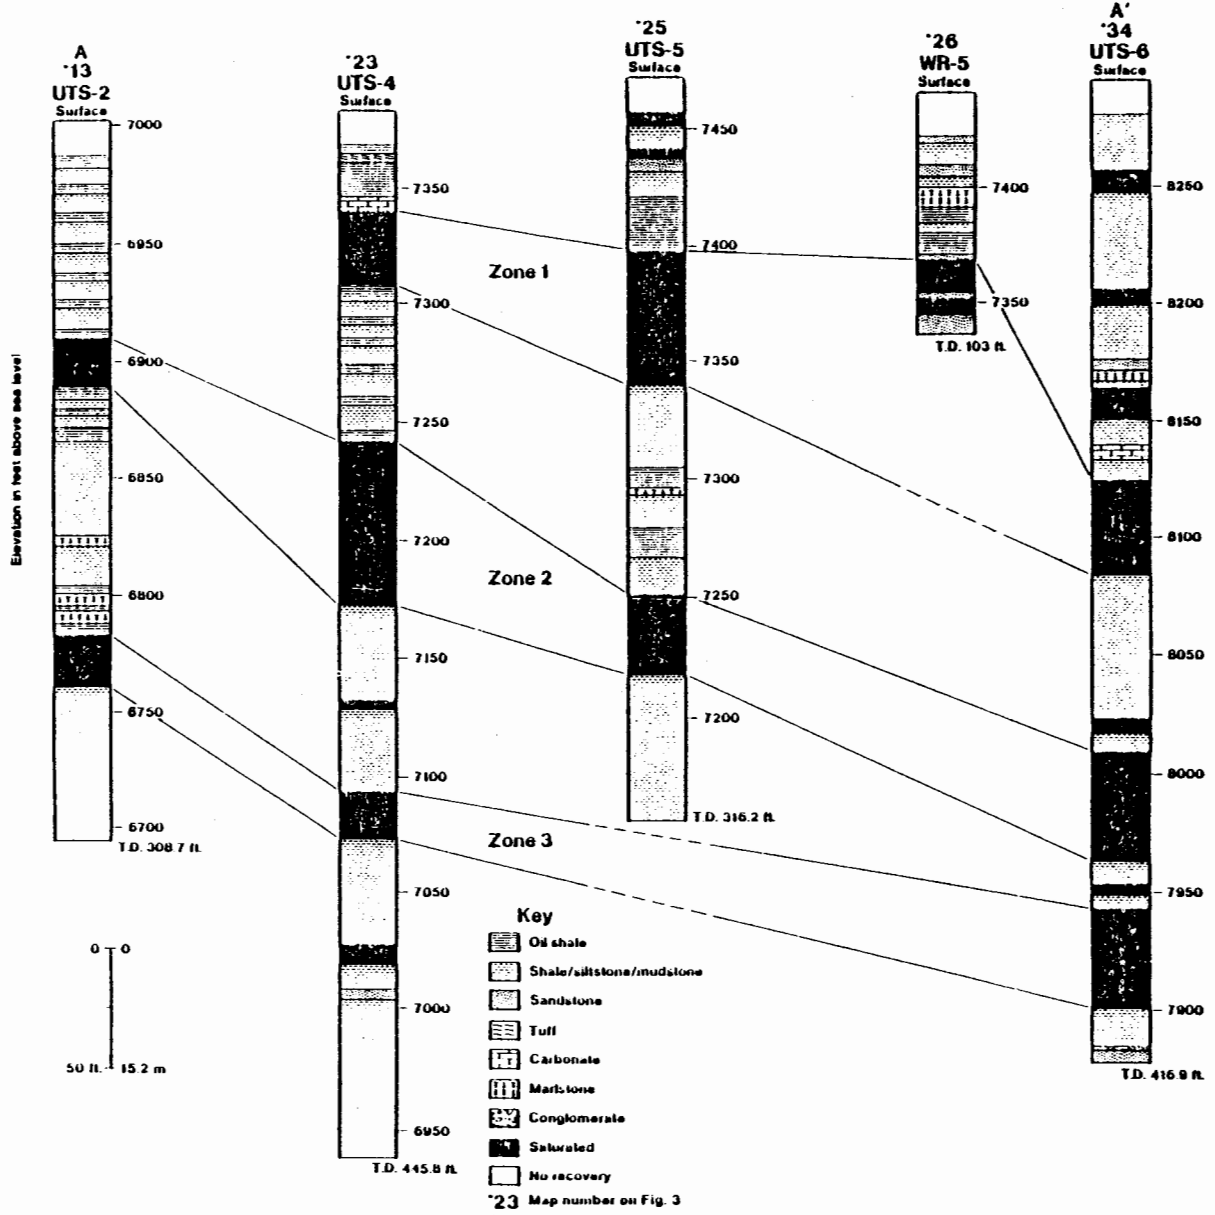 A
*13
UTS-2
Surface
7000
6950
6900
6850
6800
6750
6700
T.D. 308.7 ft.
Elevation in feet above sea level
0 0
50 ft. 15.2 m
*23
UTS-4
Surface
7350
7300
7250
7200
7150
7100
7050
7000
6950
T.D. 445.8 ft.
Zone 1
Zone 2
Zone 3
*25
UTS-5
Surface
7450
7400
7350
7300
7250
7200
T.D. 316.2 ft.
*26
WR-5
Surface
7400
7350
T.D. 103 ft.
A'
*34
UTS-6
Surface
8250
8200
8150
8100
8050
8000
7950
7900
T.D. 416.9 ft.
Key
Oil shale
Shale/siltstone/mudstone
Sandstone
Tuff
Carbonate
Marlstone
Conglomerate
Saturated
No recovery
*23 Map number on Fig. 3